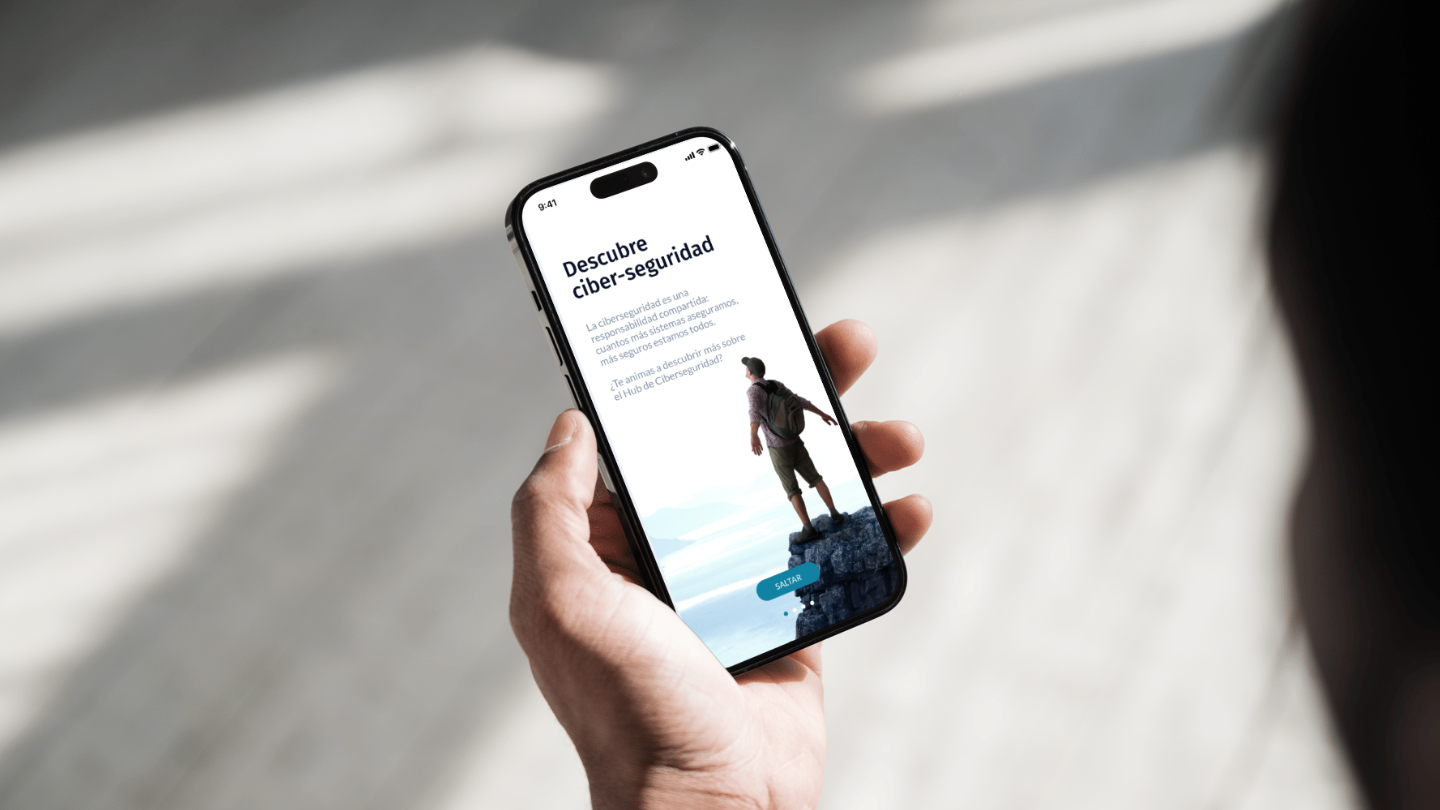 9:41
Descubre
ciber-seguridad
La ciberseguridad es una
responsabilidad compartida:
cuantos más sistemas aseguramos,
más seguros estamos todos.
¿Te animas a descubrir más sobre
el Hub de Ciberseguridad?
SALTAR